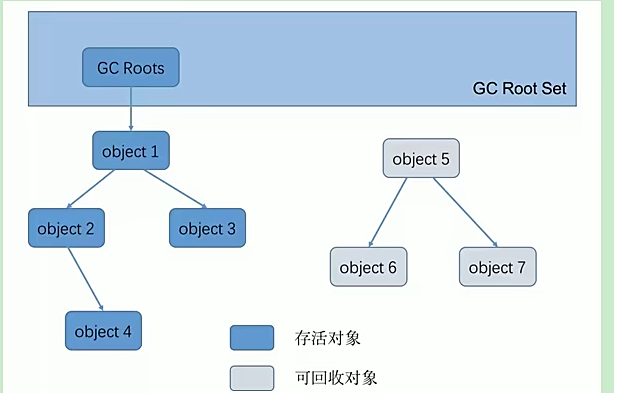 GC Roots
GC Root Set
object 1
object 5
object 2
object 3
object 6
object 7
object 4
存活对象
可回收对象